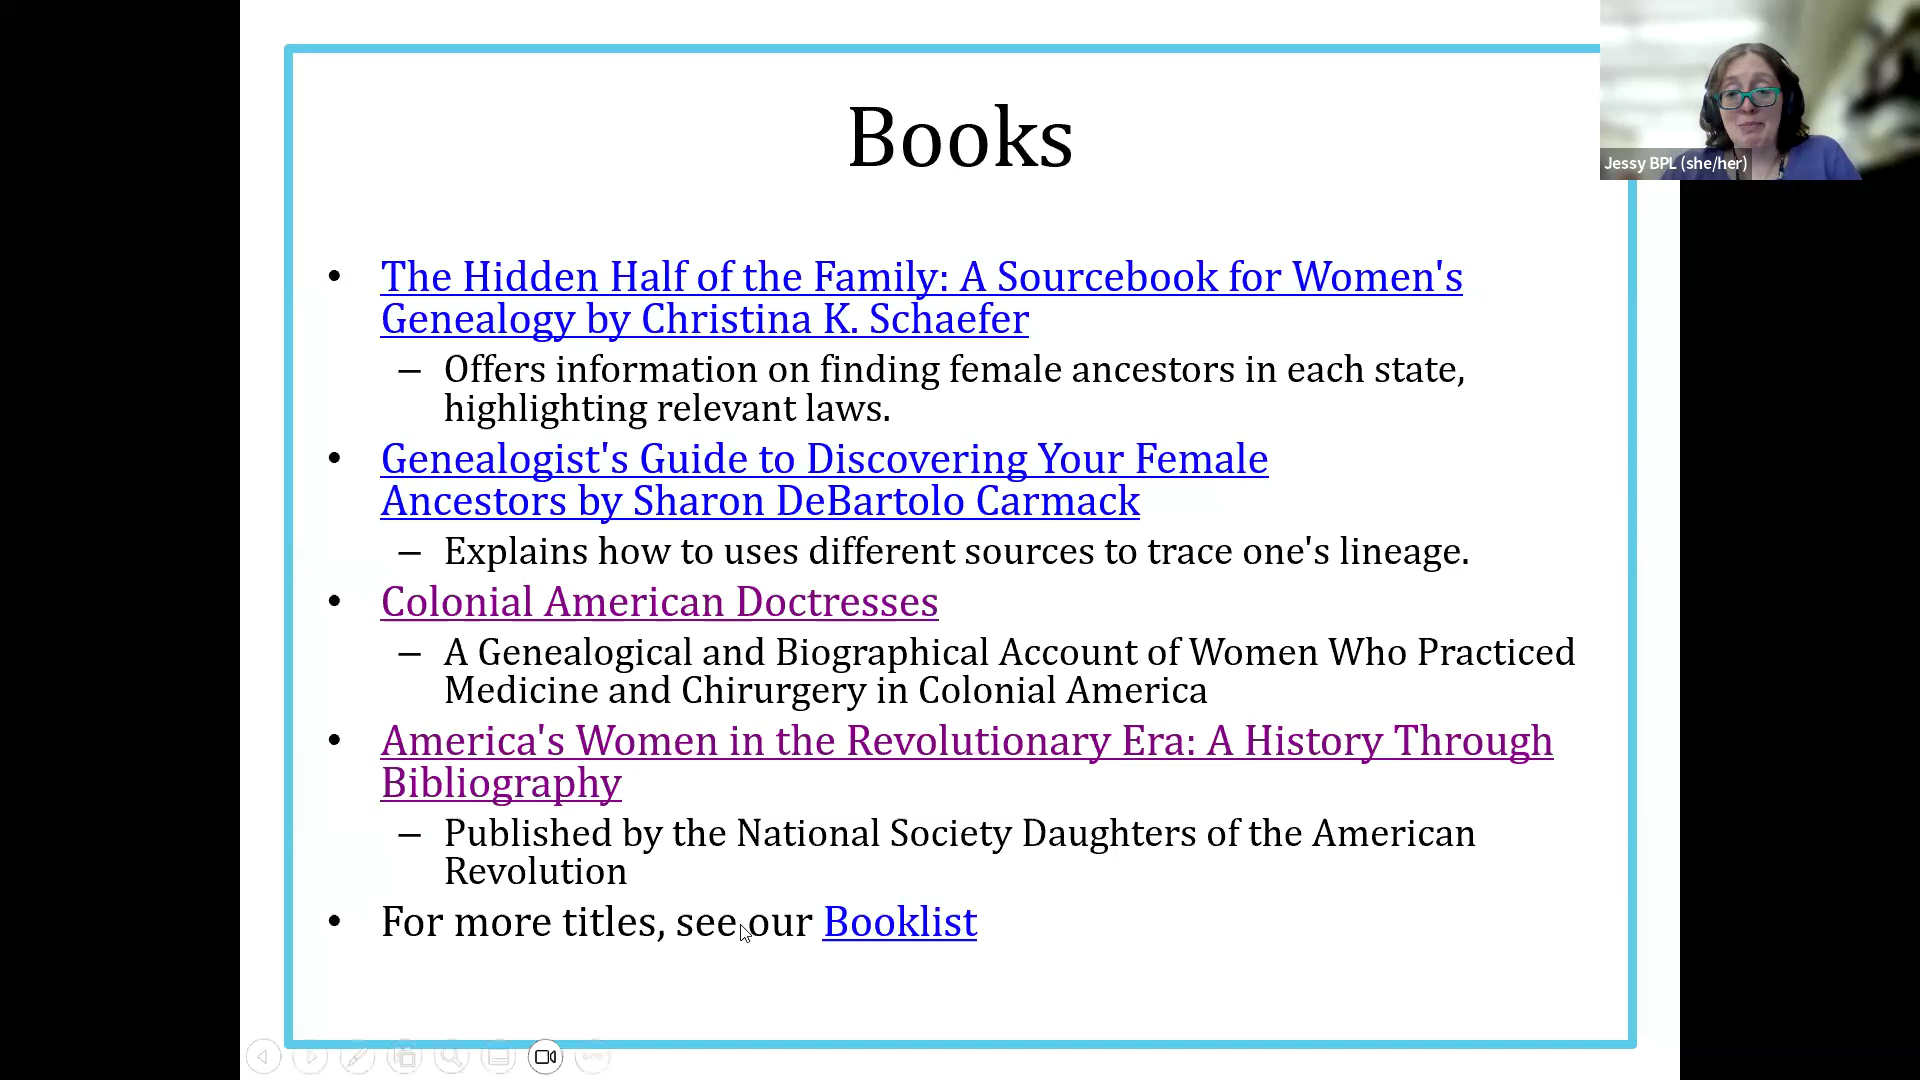 Books
Jessy BPL (she/her)
• The Hidden Half of the Family: A Sourcebook for Women's
Genealogy by Christina K. Schaefer
– Offers information on finding female ancestors in each state,
highlighting relevant laws.
• Genealogist's Guide to Discovering Your Female
Ancestors by Sharon DeBartolo Carmack
– Explains how to uses different sources to trace one's lineage.
• Colonial American Doctresses
– A Genealogical and Biographical Account of Women Who Practiced
Medicine and Chirurgery in Colonial America
• America's Women in the Revolutionary Era: A History Through
Bibliography
– Published by the National Society Daughters of the American
Revolution
• For more titles, see our Booklist